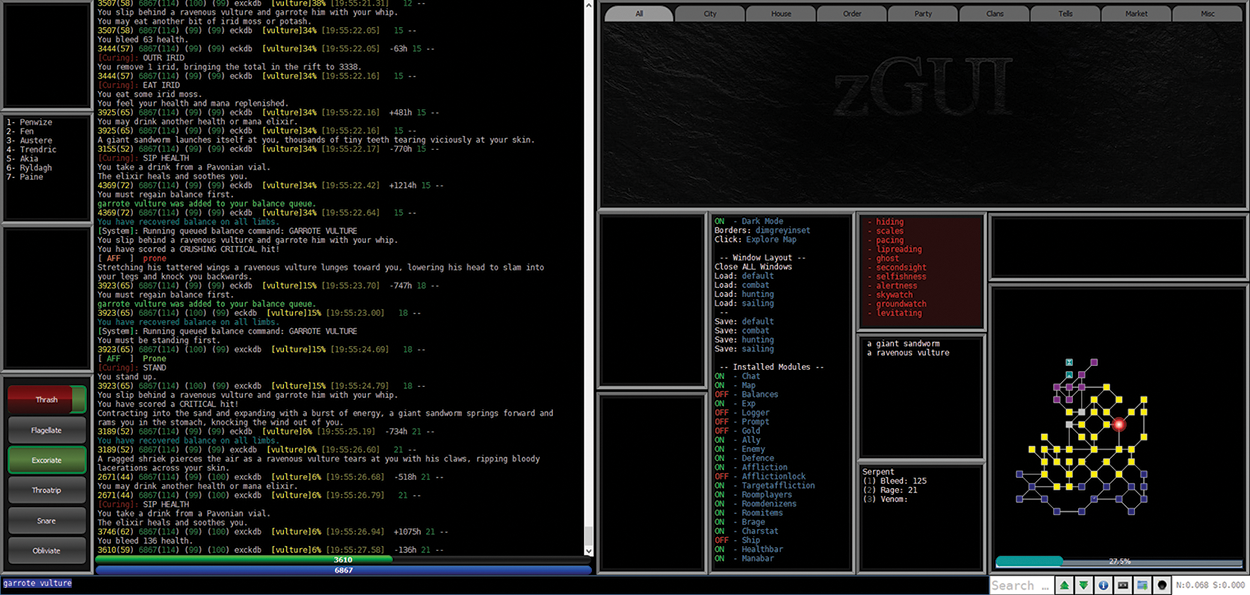 3507(58) 6867(114) (99) (99) eckdb [vulture]38% [19:55:21.31] 12 --
You slip behind a ravenous vulture and garrote him with your whip.
You may eat another bit of irid moss or potash.
3507(58) 6867(114) (99) (99) eckdb [vulture]34% [19:55:22.05] 15 --
You bleed 63 health.
3444(57) 6867(114) (99) (99) eckdb [vulture]34% [19:55:22.05] -63h 15 --
[Curing]: OUTR IRID
You remove 1 irid, bringing the total in the rift to 3338.
3444(57) 6867(114) (99) (99) eckdb [vulture]34% [19:55:22.16] 15 --
[Curing]: EAT IRID
You eat some irid moss.
You feel your health and mana replenished.
3925(65) 6867(114) (99) (99) eckdb [vulture]34% [19:55:22.16] +481h 15 --
You may drink another health or mana elixir.
3925(65) 6867(114) (99) (99) eckdb [vulture]34% [19:55:22.16] 15 --
A giant sandworm launches itself at you, thousands of tiny teeth tearing viciously at your skin.
3155(52) 6867(114) (99) (99) eckdb [vulture]34% [19:55:22.17] -770h 15 --
[Curing]: SIP HEALTH
You take a drink from a Pavonian vial.
The elixir heals and soothes you.
4369(72) 6867(114) (99) (99) eckdb [vulture]34% [19:55:22.42] +1214h 15 --
You must regain balance first.
garrote vulture was added to your balance queue.
4369(72) 6867(114) (99) (99) eckdb [vulture]34% [19:55:22.64] 15 --
You have recovered balance on all limbs.
[System]: Running queued balance command: GARROTE VULTURE
You slip behind a ravenous vulture and garrote him with your whip.
You have scored a CRUSHING CRITICAL hit!
[ AFF ] prone
Stretching his tattered wings a ravenous vulture lunges toward you, lowering his head to slam into
your legs and knock you backwards.
3923(65) 6867(114) (99) (99) eckdb [vulture]15% [19:55:23.70] -747h 18 --
You must regain balance first.
garrote vulture was added to your balance queue.
3923(65) 6867(114) (99) (100) exckdb [vulture]15% [19:55:23.00] 18 --
You have recovered balance on all limbs.
[System]: Running queued balance command: GARROTE VULTURE
You must be standing first.
3923(65) 6867(114) (99) (100) exckdb [vulture]15% [19:55:24.69] 18 --
[ AFF ] Prone
[Curing]: STAND
You stand up.
3923(65) 6867(114) (99) (100) exckdb [vulture]15% [19:55:24.79] 18 --
You slip behind a ravenous vulture and garrote him with your whip.
You have scored a CRITICAL hit!
Contracting into the sand and expanding with a burst of energy, a giant sandworm springs forward and
rams you in the stomach, knocking the wind out of you.
3189(52) 6867(114) (99) (100) eckdb [vulture]6% [19:55:25.19] -734h 21 --
You have recovered balance on all limbs.
3189(52) 6867(114) (99) (100) exckdb [vulture]6% [19:55:26.60] 21 --
A ragged shriek pierces the air as a ravenous vulture tears at you with his claws, ripping bloody
lacerations across your skin.
2671(44) 6867(114) (99) (100) exckdb [vulture]6% [19:55:26.68] -518h 21 --
You may drink another health or mana elixir.
2671(44) 6867(114) (99) (100) exckdb [vulture]6% [19:55:26.79] 21 --
[Curing]: SIP HEALTH
You take a drink from a Pavonian vial.
The elixir heals and soothes you.
3746(62) 6867(114) (99) (100) exckdb [vulture]6% [19:55:26.94] +1075h 21 --
You bleed 136 health.
3610(59) 6867(114) (99) (100) exckdb [vulture]6% [19:55:27.58] -136h 21 --
3610
6867
garrote vulture
1- Penwize
2- Fen
3- Austere
4- Trendric
5- Akia
6- Ryldagh
7- Paine
Thrash
Flagellate
Excoriate
Throatrip
Snare
Obliviate
All City House Order Party Clans Tells Market Misc
zGUI
ON - Dark Mode
Borders: dimgreyinset
Click: Explore Map
-- Window Layout --
Close ALL Windows
Load: default
Load: combat
Load: hunting
Load: sailing
--
Save: default
Save: combat
Save: hunting
Save: sailing
-- Installed Modules --
ON - Chat
ON - Map
OFF - Balances
ON - Exp
OFF - Logger
OFF - Prompt
OFF - Gold
ON - Ally
ON - Enemy
ON - Defence
ON - Affliction
OFF - Afflictionlock
ON - Targetaffliction
ON - Roomplayers
ON - Roomdenizens
ON - Roomitems
ON - Brage
ON - Charstat
OFF - Ship
ON - Healthbar
ON - Manabar
- hiding
- scales
- pacing
- lipreading
- ghost
- secondsight
- selfishness
- alertness
- skywatch
- groundwatch
- levitating
a giant sandworm
a ravenous vulture
Serpent
(1) Bleed: 125
(2) Rage: 21
(3) Venom:
27.5%
Search ...
N:0.068 S:0.000